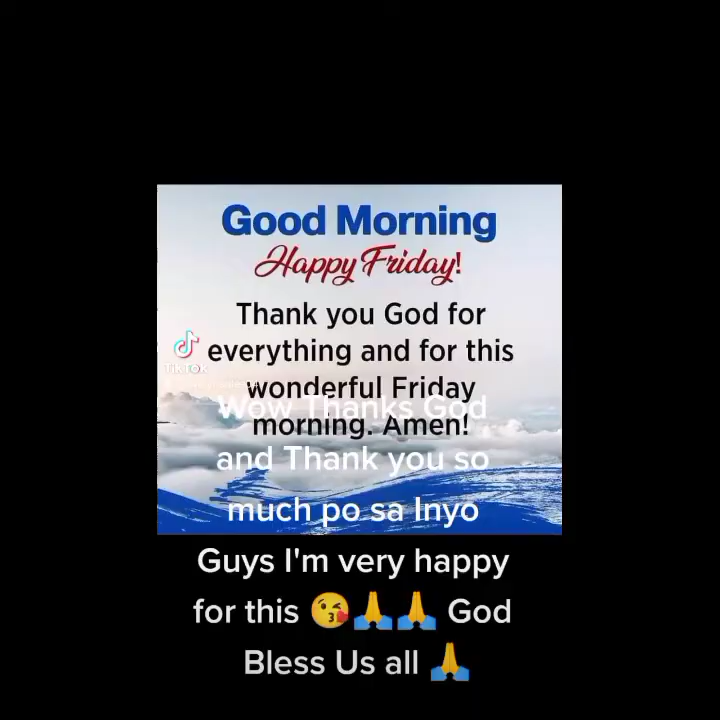 Good Morning
Happy Friday!
Thank you God for
everything and for this
wonderful Friday
morning. Amen!
TikTok
Wow Thanks God
and Thank you so
much po sa Inyo
Guys I'm very happy
for this 😘🙏🙏 God
Bless Us all 🙏